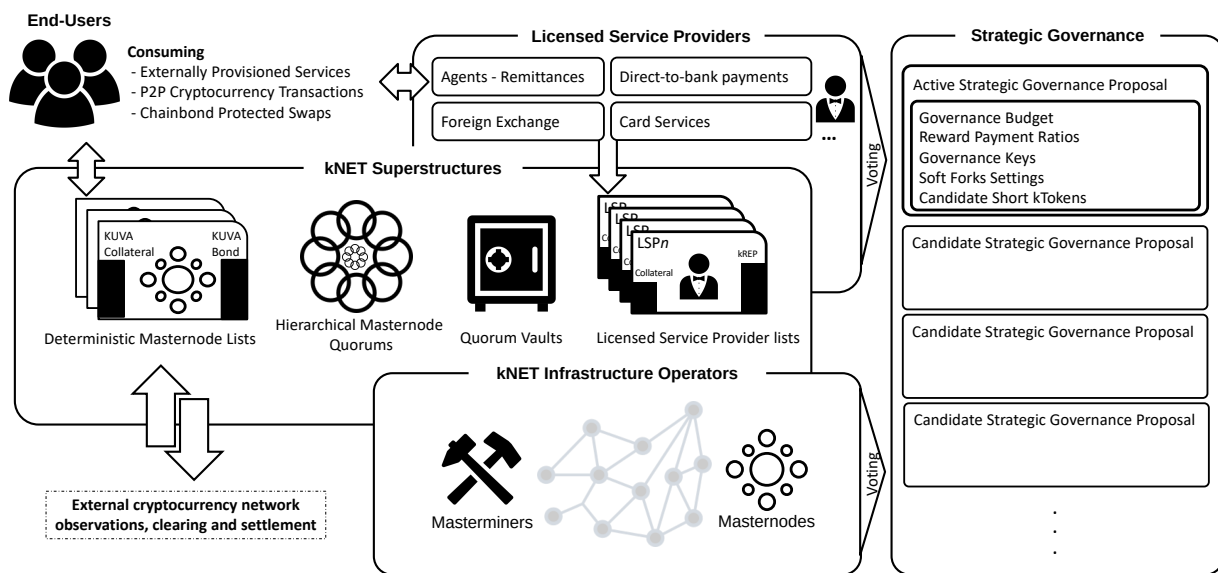 End-Users
Consuming
- Externally Provisioned Services
- P2P Cryptocurrency Transactions
- Chainbond Protected Swaps
Licensed Service Providers
Agents - Remittances
Direct-to-bank payments
Foreign Exchange
Card Services
...
Voting
kNET Superstructures
KUVA
Collateral
KUVA
Bond
Deterministic Masternode Lists
Hierarchical Masternode
Quorums
Quorum Vaults
LSP
LSP
LSP
LSPn
Collateral
kREP
Licensed Service Provider lists
kNET Infrastructure Operators
Masterminers
Masternodes
Voting
External cryptocurrency network
observations, clearing and settlement
Strategic Governance
Active Strategic Governance Proposal
Governance Budget
Reward Payment Ratios
Governance Keys
Soft Forks Settings
Candidate Short kTokens
Candidate Strategic Governance Proposal
Candidate Strategic Governance Proposal
Candidate Strategic Governance Proposal
.
.
.